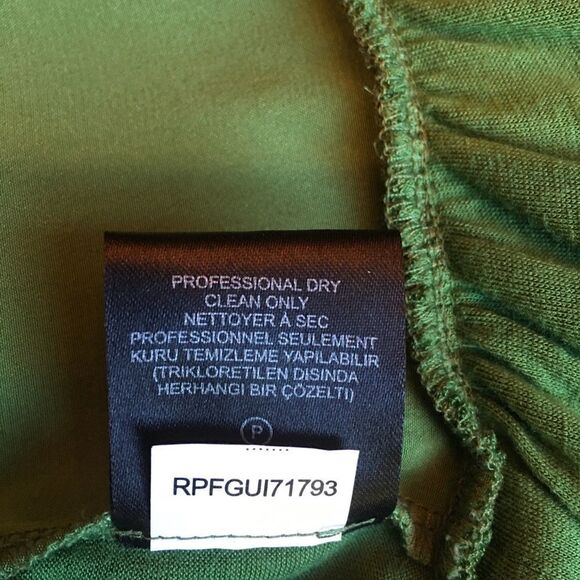 PROFESSIONAL DRY
CLEAN ONLY
NETTOYER À SEC
PROFESSIONNEL SEULEMENT
KURU TEMIZLEME YAPILABILIR
(TRIKLORETILEN DISINDA
HERHANGI BIR ÇÖZELTI)
P
RPFGUI71793